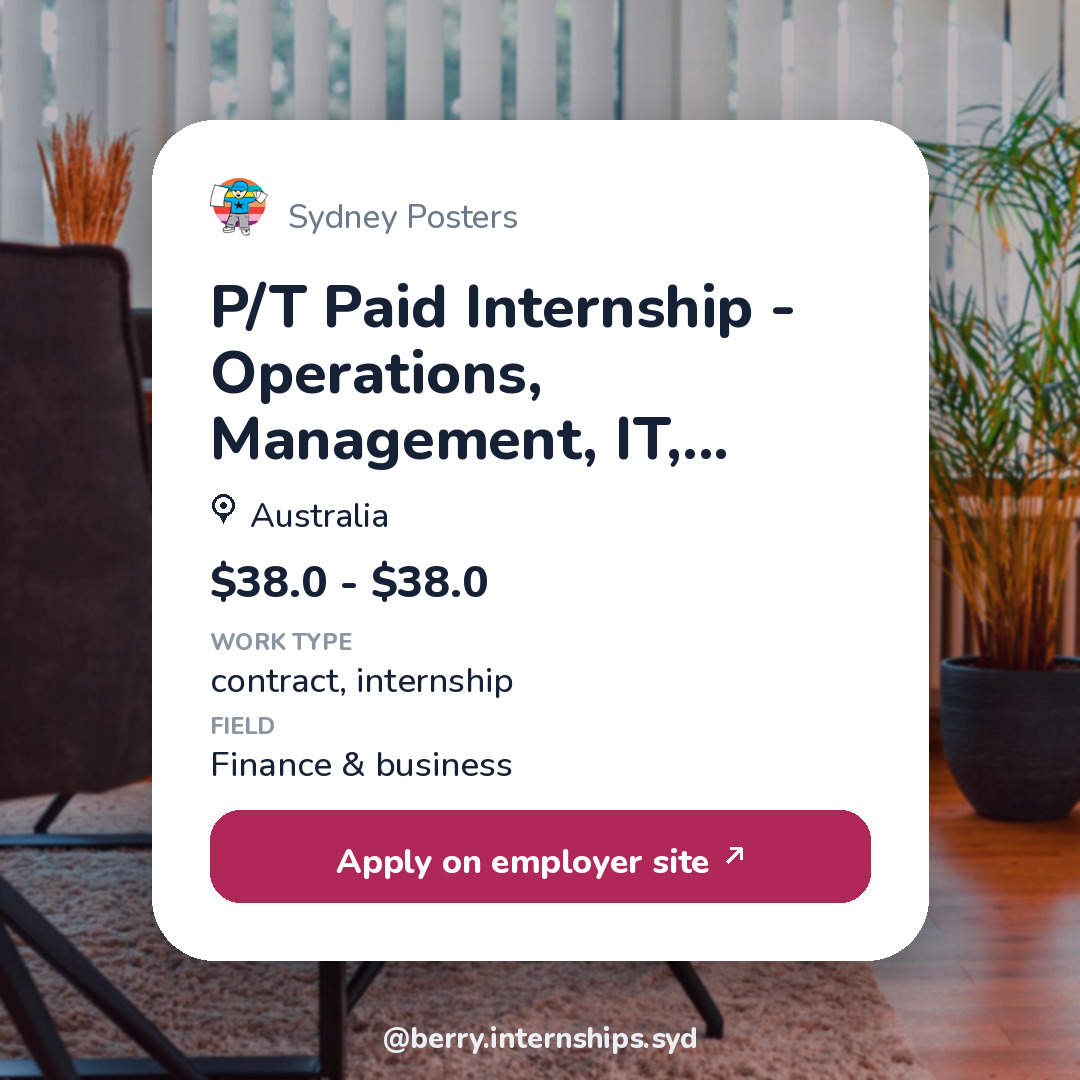 Sydney Posters
P/T Paid Internship -
Operations,
Management, IT,...
Australia
$38.0 - $38.0
WORK TYPE
contract, internship
FIELD
Finance & business
Apply on employer site ↗
@berry.internships.syd